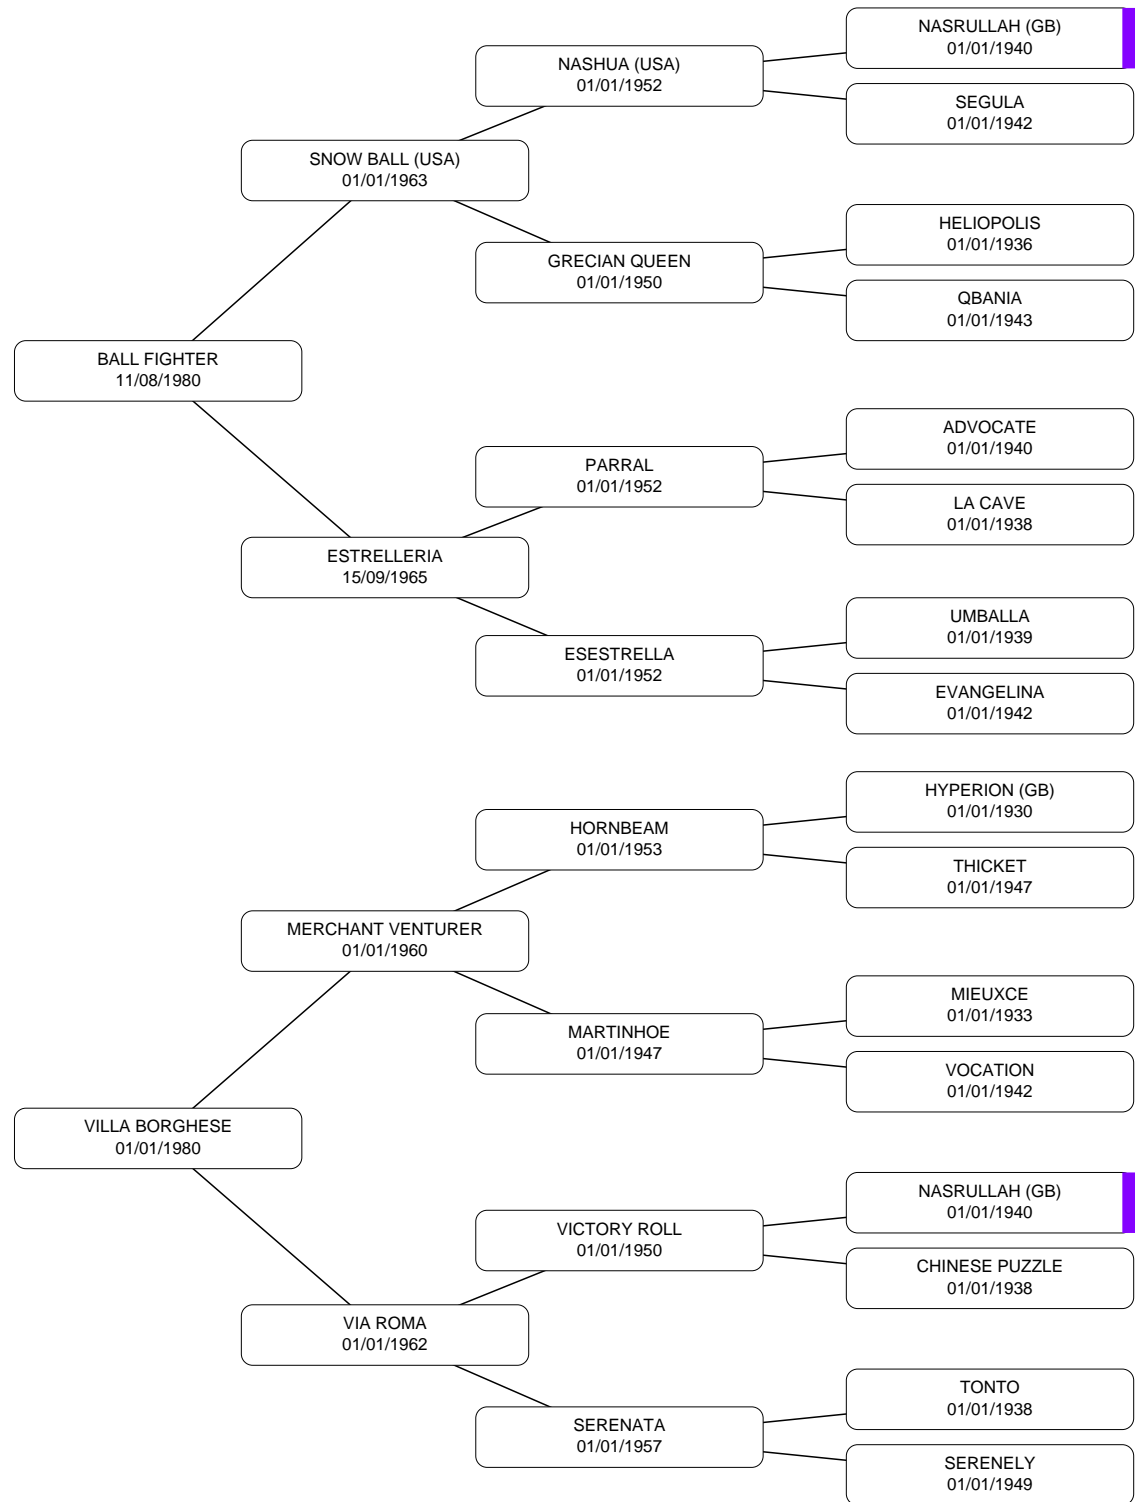 NASRULLAH (GB)
01/01/1940
NASHUA (USA)
01/01/1952
SEGULA
01/01/1942
SNOW BALL (USA)
01/01/1963
HELIOPOLIS
01/01/1936
GRECIAN QUEEN
01/01/1950
QBANIA
01/01/1943
BALL FIGHTER
11/08/1980
ADVOCATE
01/01/1940
PARRAL
01/01/1952
LA CAVE
01/01/1938
ESTRELLERIA
15/09/1965
UMBALLA
01/01/1939
ESESTRELLA
01/01/1952
EVANGELINA
01/01/1942
HYPERION (GB)
01/01/1930
HORNBEAM
01/01/1953
THICKET
01/01/1947
MERCHANT VENTURER
01/01/1960
MIEUXCE
01/01/1933
MARTINHOE
01/01/1947
VOCATION
01/01/1942
VILLA BORGHESE
01/01/1980
NASRULLAH (GB)
01/01/1940
VICTORY ROLL
01/01/1950
CHINESE PUZZLE
01/01/1938
VIA ROMA
01/01/1962
TONTO
01/01/1938
SERENATA
01/01/1957
SERENELY
01/01/1949